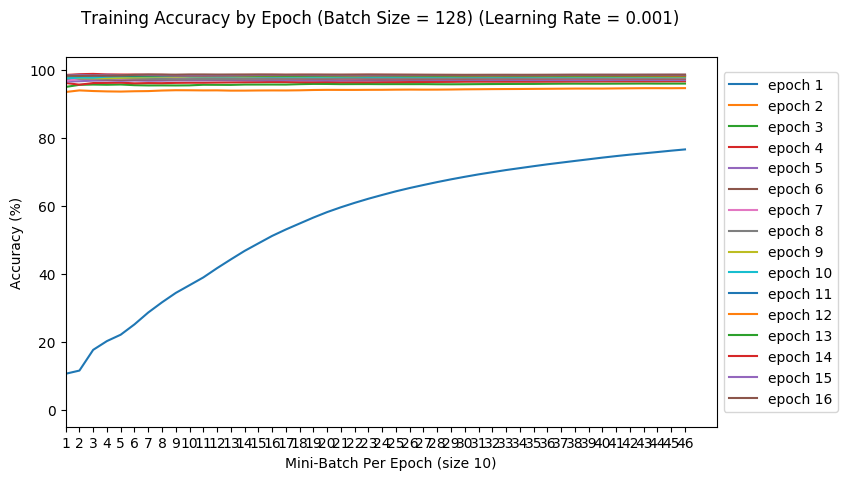 Training Accuracy by Epoch (Batch Size = 128) (Learning Rate = 0.001)
100
80
60
40
20
0
Accuracy (%)
1 2 3 4 5 6 7 8 9 10 11 12 13 14 15 16 17 18 19 20 21 22 23 24 25 26 27 28 29 30 31 32 33 34 35 36 37 38 39 40 41 42 43 44 45 46
Mini-Batch Per Epoch (size 10)
epoch 1
epoch 2
epoch 3
epoch 4
epoch 5
epoch 6
epoch 7
epoch 8
epoch 9
epoch 10
epoch 11
epoch 12
epoch 13
epoch 14
epoch 15
epoch 16